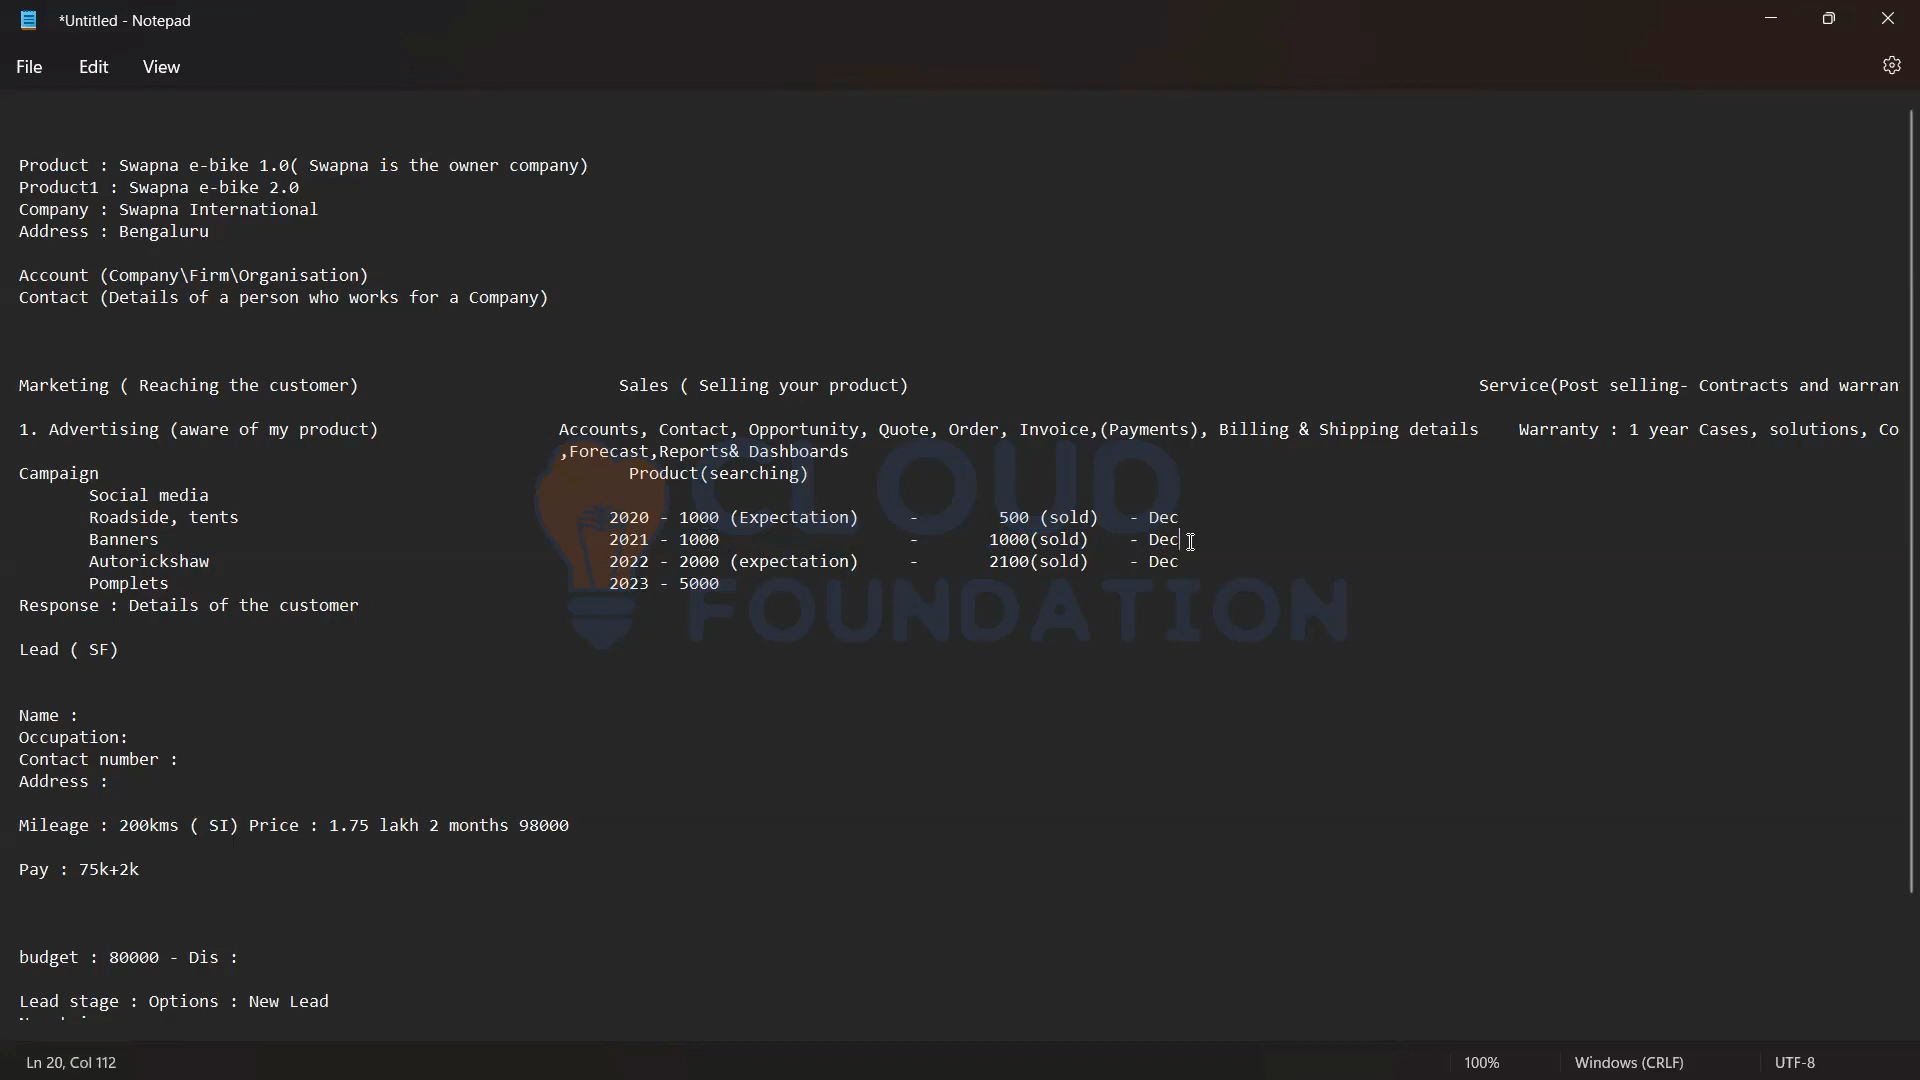 *Untitled - Notepad
File Edit View
Product : Swapna e-bike 1.0( Swapna is the owner company)
Product1 : Swapna e-bike 2.0
Company : Swapna International
Address : Bengaluru
Account (Company\Firm\Organisation)
Contact (Details of a person who works for a Company)
Marketing ( Reaching the customer) Sales ( Selling your product) Service(Post selling- Contracts and warran
1. Advertising (aware of my product) Accounts, Contact, Opportunity, Quote, Order, Invoice,(Payments), Billing & Shipping details Warranty : 1 year Cases, solutions, Co
,Forecast,Reports& Dashboards
Campaign Product(searching)
Social media
Roadside, tents 2020 - 1000 (Expectation) - 500 (sold) - Dec
Banners 2021 - 1000 - 1000(sold) - Dec
Autorickshaw 2022 - 2000 (expectation) - 2100(sold) - Dec
Pomplets 2023 - 5000
Response : Details of the customer
CLOUD
FOUNDATION
Lead ( SF)
Name :
Occupation:
Contact number :
Address :
Mileage : 200kms ( SI) Price : 1.75 lakh 2 months 98000
Pay : 75k+2k
budget : 80000 - Dis :
Lead stage : Options : New Lead
Ln 20, Col 112 100% Windows (CRLF) UTF-8